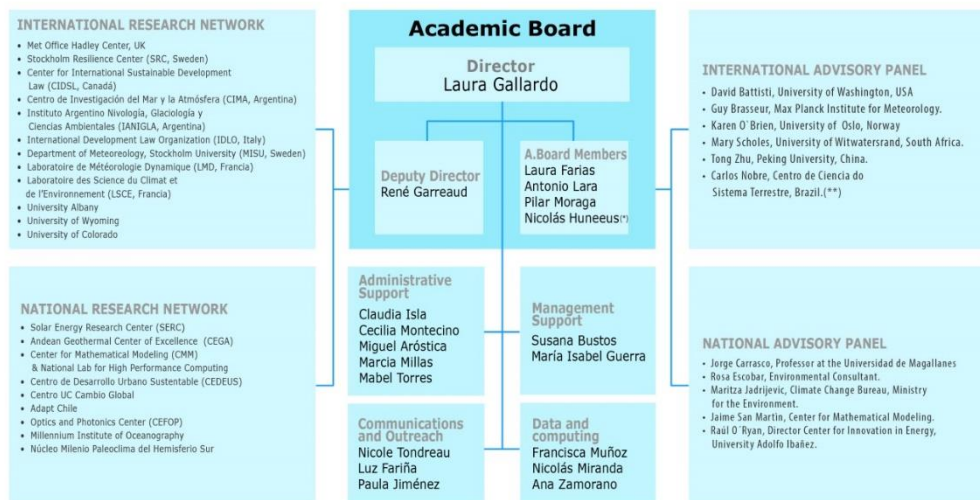 INTERNATIONAL RESEARCH NETWORK
• Met Office Hadley Center, UK
• Stockholm Resilience Center (SRC, Sweden)
• Center for International Sustainable Development
Law (CIDSL, Canadá)
• Centro de Investigación del Mar y la Atmósfera (CIMA, Argentina)
• Instituto Argentino Nivología, Glaciología y
Ciencias Ambientales (IANIGLA, Argentina)
• International Development Law Organization (IDLO, Italy)
• Department of Meteoreology, Stockholm University (MISU, Sweden)
• Laboratoire de Météorologie Dynamique (LMD, Francia)
• Laboratoire des Science du Climat et
de l'Environnement (LSCE, Francia)
• University Albany
• University of Wyoming
• University of Colorado
Academic Board
Director
Laura Gallardo
Deputy Director
René Garreaud
A.Board Members
Laura Farias
Antonio Lara
Pilar Moraga
Nicolás Huneeus(*)
INTERNATIONAL ADVISORY PANEL
• David Battisti, University of Washington, USA
• Guy Brasseur, Max Planck Institute for Meteorology.
• Karen O´Brien, University of Oslo, Norway
• Mary Scholes, University of Witwatersrand, South Africa.
• Tong Zhu, Peking University, China.
• Carlos Nobre, Centro de Ciencia do
Sistema Terrestre, Brazil.(**)
NATIONAL RESEARCH NETWORK
• Solar Energy Research Center (SERC)
• Andean Geothermal Center of Excellence (CEGA)
• Center for Mathematical Modeling (CMM)
& National Lab for High Performance Computing
• Centro de Desarrollo Urbano Sustentable (CEDEUS)
• Centro UC Cambio Global
• Adapt Chile
• Optics and Photonics Center (CEFOP)
• Millennium Institute of Oceanography
• Núcleo Milenio Paleoclima del Hemisferio Sur
Administrative
Support
Claudia Isla
Cecilia Montecino
Miguel Aróstica
Marcia Millas
Mabel Torres
Management
Support
Susana Bustos
María Isabel Guerra
Communications
and Outreach
Nicole Tondreau
Luz Fariña
Paula Jiménez
Data and
computing
Francisca Muñoz
Nicolás Miranda
Ana Zamorano
NATIONAL ADVISORY PANEL
• Jorge Carrasco, Professor at the Universidad de Magallanes
• Rosa Escobar, Environmental Consultant.
• Maritza Jadrijevic, Climate Change Bureau, Ministry
for the Environment.
• Jaime San Martín, Center for Mathematical Modeling.
• Raúl O´Ryan, Director Center for Innovation in Energy,
University Adolfo Ibañez.